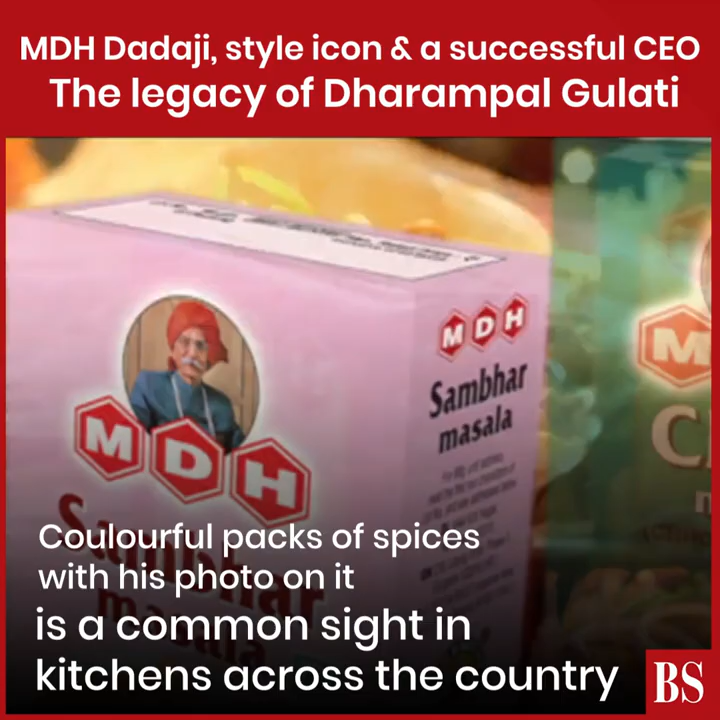 MDH Dadaji, style icon & a successful CEO
The legacy of Dharampal Gulati
MDH
Sambhar
masala
MDH
M
Coulourful packs of spices
with his photo on it
is a common sight in
kitchens across the country
BS